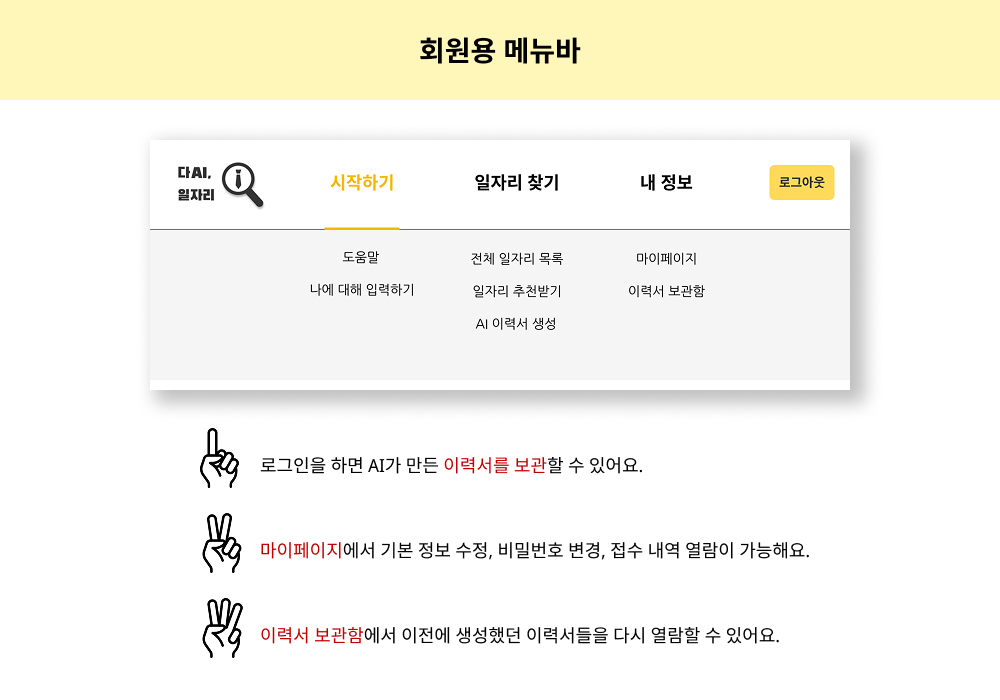 회원용 메뉴바
다AI,
일자리
시작하기 일자리 찾기 내 정보 로그아웃
도움말 전체 일자리 목록 마이페이지
나에 대해 입력하기 일자리 추천받기 이력서 보관함
AI 이력서 생성
로그인을 하면 AI가 만든 이력서를 보관할 수 있어요.
마이페이지에서 기본 정보 수정, 비밀번호 변경, 접수 내역 열람이 가능해요.
이력서 보관함에서 이전에 생성했던 이력서들을 다시 열람할 수 있어요.